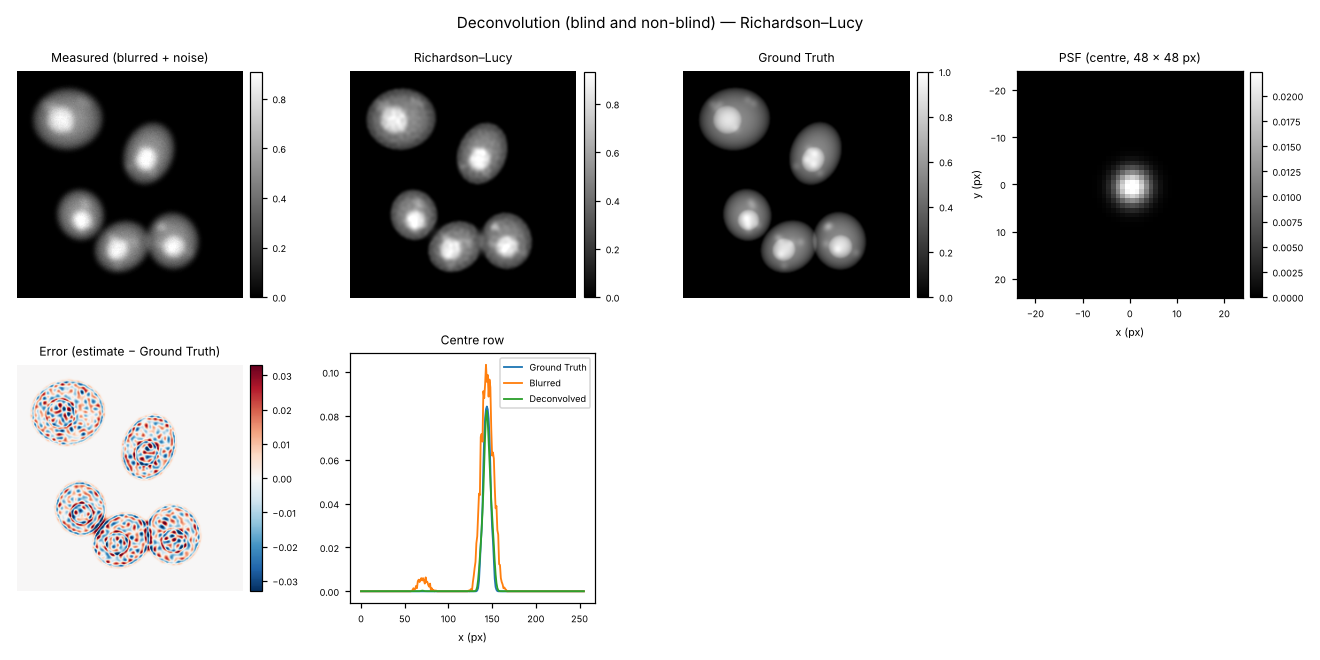 Deconvolution (blind and non-blind) — Richardson–Lucy
Measured (blurred + noise)
0.8
0.6
0.4
0.2
0.0
Richardson–Lucy
0.8
0.6
0.4
0.2
0.0
Ground Truth
1.0
0.8
0.6
0.4
0.2
0.0
PSF (centre, 48 × 48 px)
−20
−10
0
10
20
y (px)
−20 −10 0 10 20
x (px)
0.0200
0.0175
0.0150
0.0125
0.0100
0.0075
0.0050
0.0025
0.0000
Error (estimate − Ground Truth)
0.03
0.02
0.01
0.00
−0.01
−0.02
−0.03
Centre row
Ground Truth
Blurred
Deconvolved
0.10
0.08
0.06
0.04
0.02
0.00
0 50 100 150 200 250
x (px)